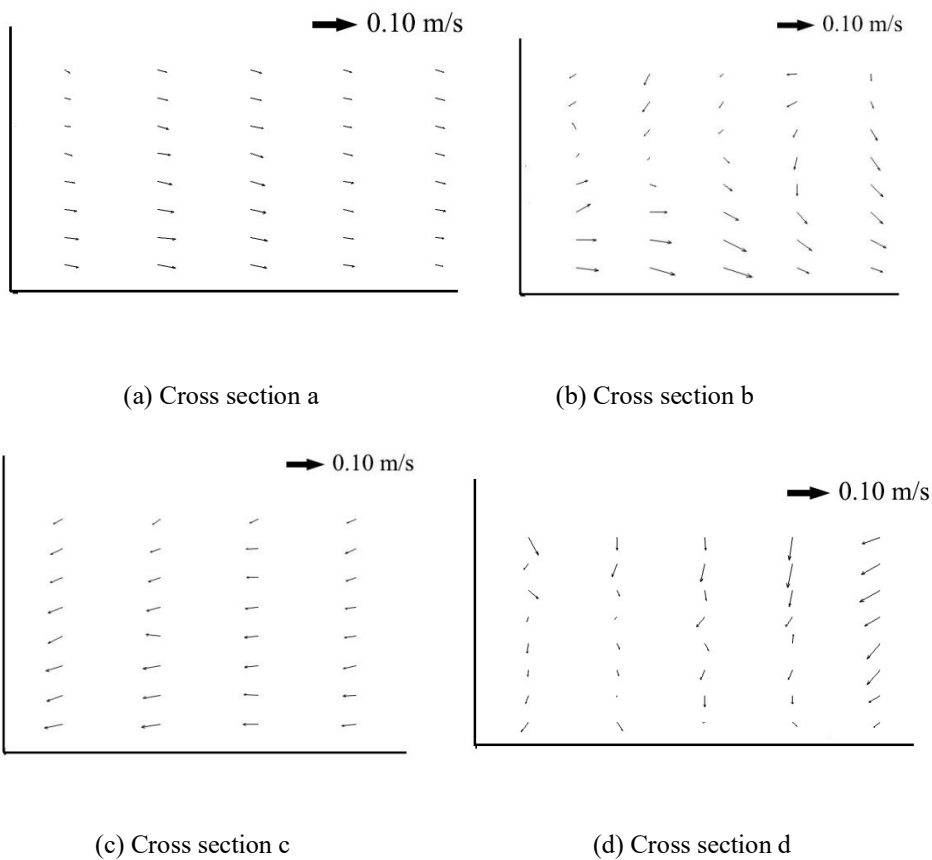 0.10 m/s
0.10 m/s
(a) Cross section a
(b) Cross section b
0.10 m/s
0.10 m/s
(c) Cross section c
(d) Cross section d